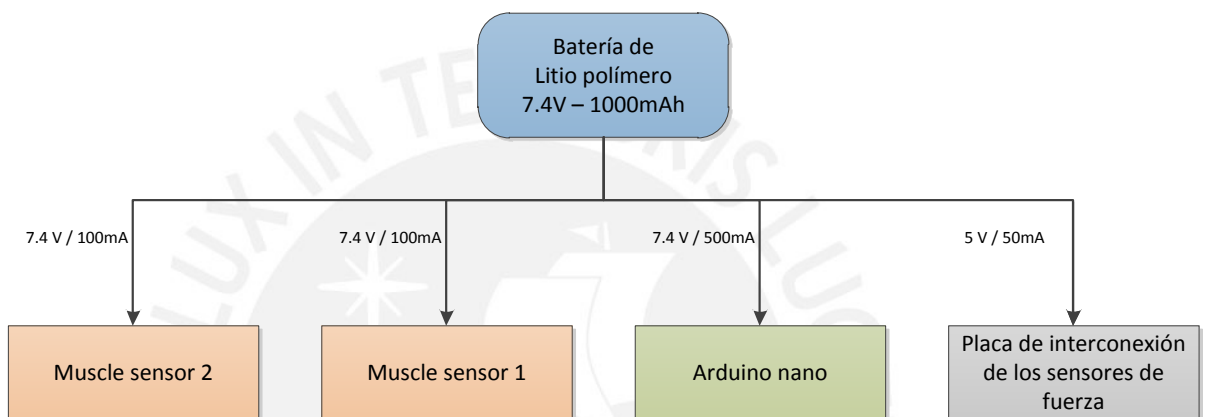 Batería de
Litio polímero
7.4V – 1000mAh
7.4 V / 100mA
7.4 V / 100mA
7.4 V / 500mA
5 V / 50mA
Muscle sensor 2
Muscle sensor 1
Arduino nano
Placa de interconexión
de los sensores de
fuerza